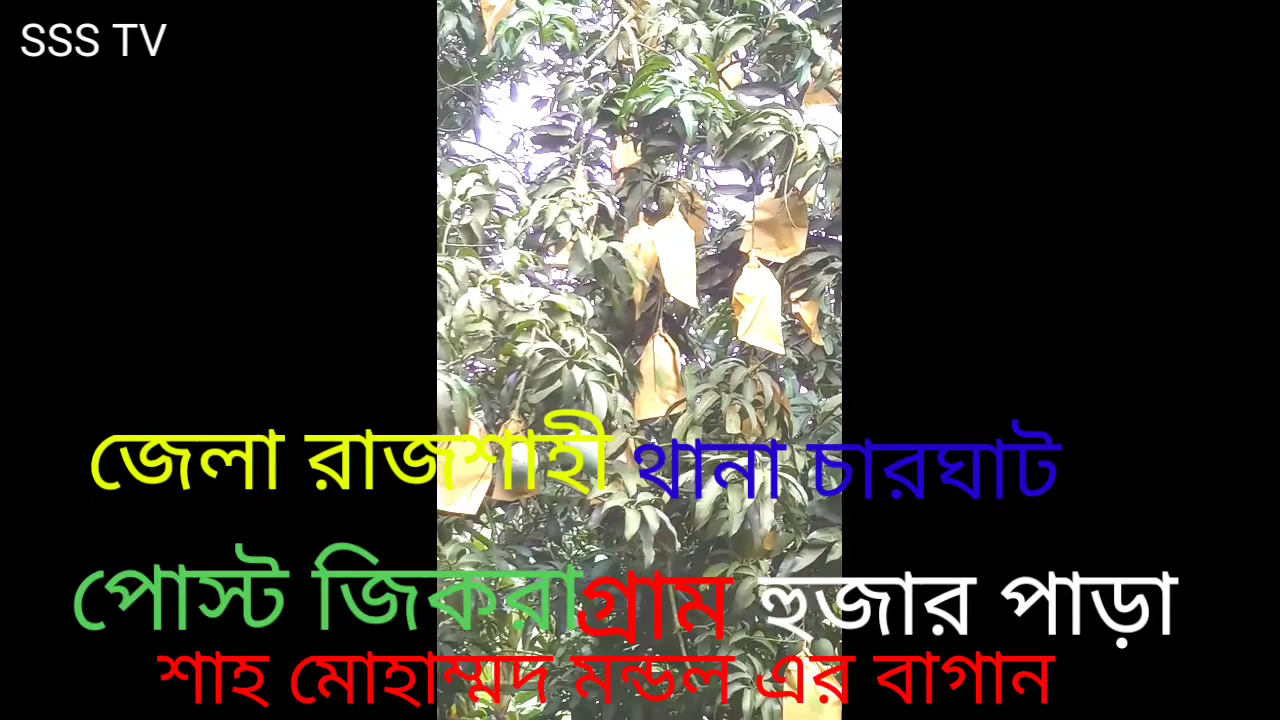 SSS TV
জেলা রাজশাহী থানা চারঘাট
পোস্ট জিকরা গ্রাম হুজার পাড়া
শাহ মোহাম্মদ মন্ডল এর বাগান